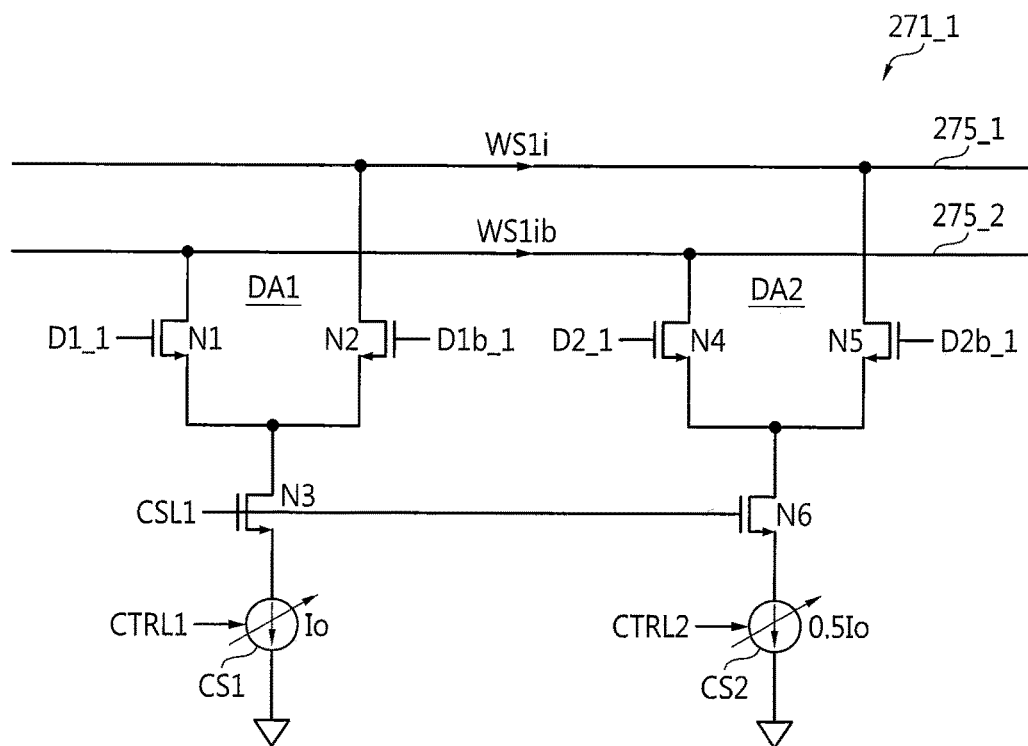 271_1
WS1i
275_1
WS1ib
275_2
DA1
DA2
D1_1
N1
N2
D1b_1
D2_1
N4
N5
D2b_1
N3
CSL1
N6
CTRL1
Io
CTRL2
0.5Io
CS1
CS2